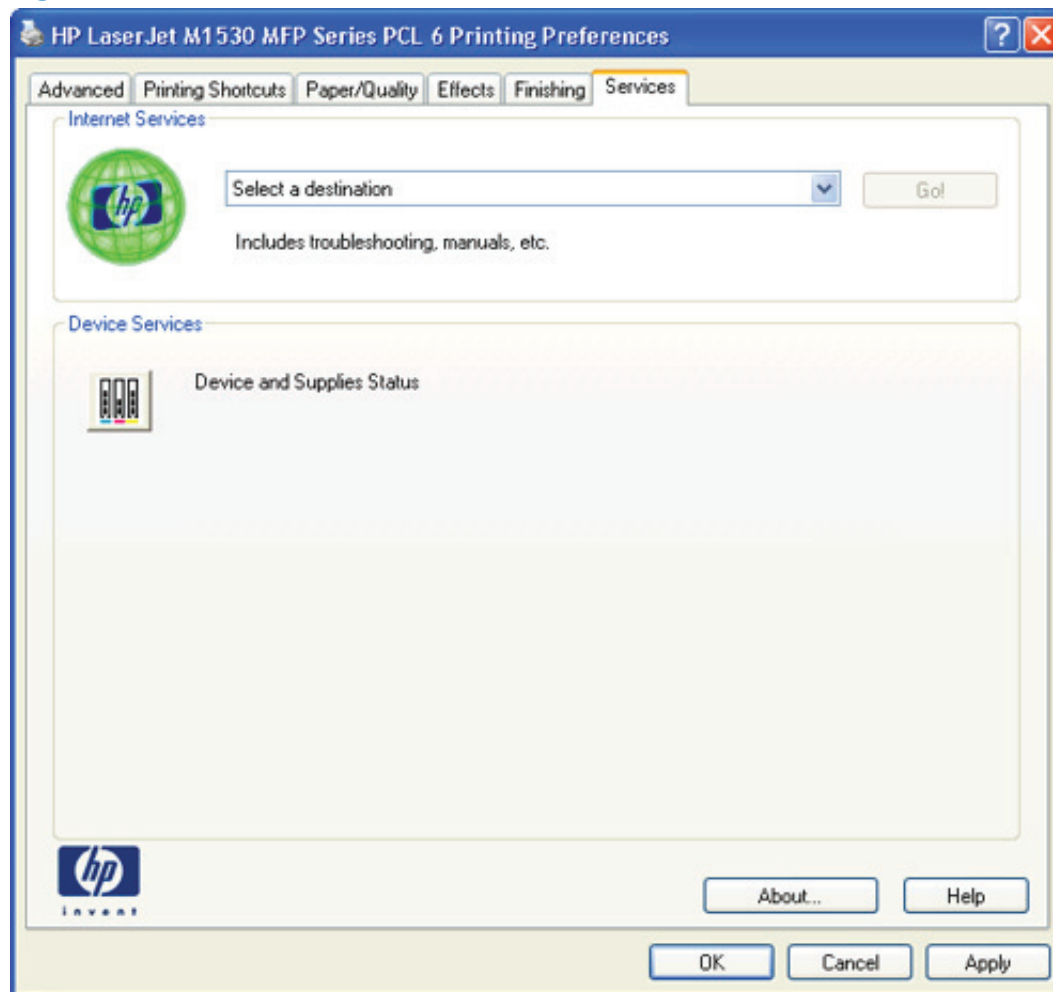 HP LaserJet M1530 MFP Series PCL 6 Printing Preferences
Advanced Printing Shortcuts Paper/Quality Effects Finishing Services
Internet Services
hp
Select a destination
Go!
Includes troubleshooting, manuals, etc.
Device Services
Device and Supplies Status
hp
invent
About... Help
OK Cancel Apply